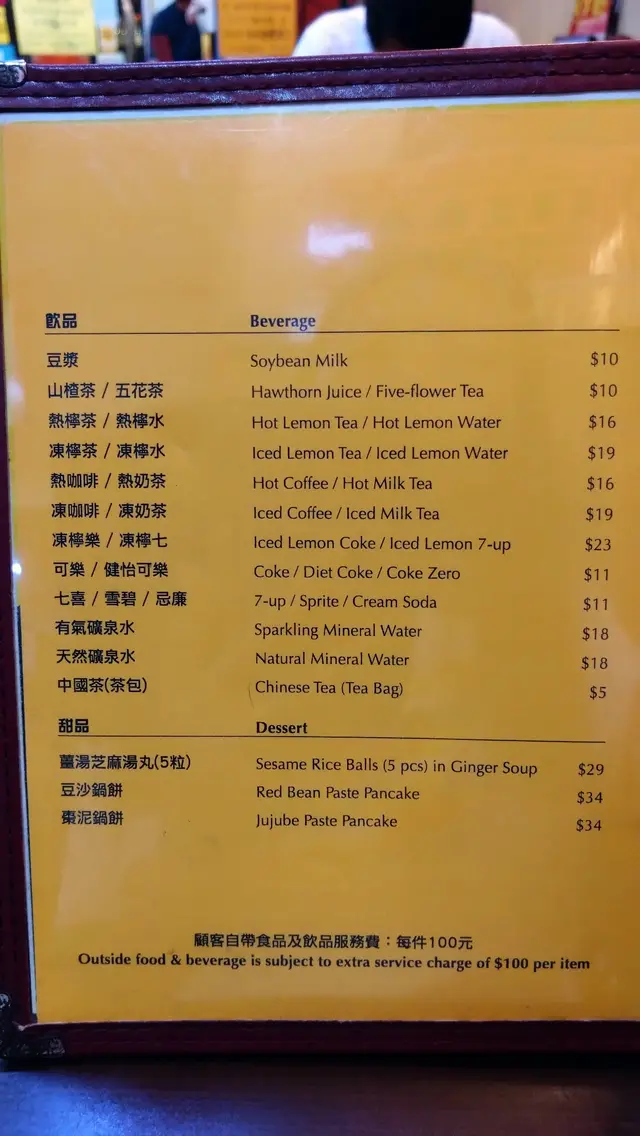 飲品 Beverage
豆漿 Soybean Milk $10
山楂茶 / 五花茶 Hawthorn Juice / Five-flower Tea $10
熱檸茶 / 熱檸水 Hot Lemon Tea / Hot Lemon Water $16
凍檸茶 / 凍檸水 Iced Lemon Tea / Iced Lemon Water $19
熱咖啡 / 熱奶茶 Hot Coffee / Hot Milk Tea $16
凍咖啡 / 凍奶茶 Iced Coffee / Iced Milk Tea $19
凍檸樂 / 凍檸七 Iced Lemon Coke / Iced Lemon 7-up $23
可樂 / 健怡可樂 Coke / Diet Coke / Coke Zero $11
七喜 / 雪碧 / 忌廉 7-up / Sprite / Cream Soda $11
有氣礦泉水 Sparkling Mineral Water $18
天然礦泉水 Natural Mineral Water $18
中國茶(茶包) Chinese Tea (Tea Bag) $5
甜品 Dessert
薑湯芝麻湯丸(5粒) Sesame Rice Balls (5 pcs) in Ginger Soup $29
豆沙鍋餅 Red Bean Paste Pancake $34
棗泥鍋餅 Jujube Paste Pancake $34
顧客自帶食品及飲品服務費：每件100元
Outside food & beverage is subject to extra service charge of $100 per item